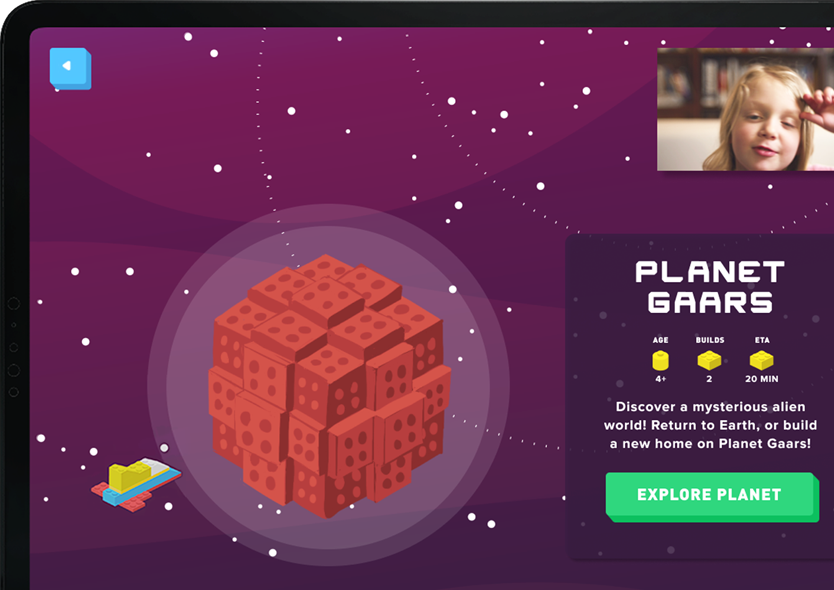 PLANET
GAARS
AGE BUILDS ETA
4+ 2 20 MIN
Discover a mysterious alien
world! Return to Earth, or build
a new home on Planet Gaars!
EXPLORE PLANET